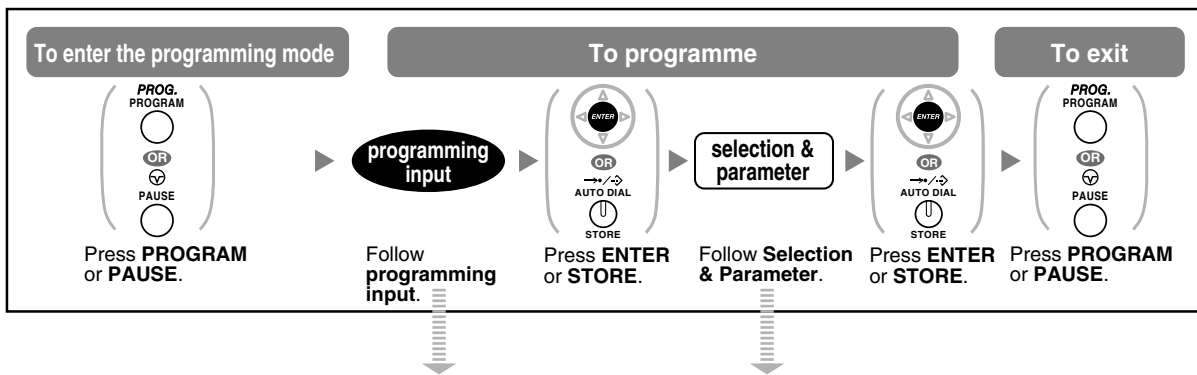 To enter the programming mode
To programme
To exit
PROG.
PROGRAM
OR
PAUSE
Press PROGRAM
or PAUSE.
programming
input
Follow
programming
input.
ENTER
OR
AUTO DIAL
STORE
Press ENTER
or STORE.
selection &
parameter
Follow Selection
& Parameter.
ENTER
OR
AUTO DIAL
STORE
Press ENTER
or STORE.
PROG.
PROGRAM
OR
PAUSE
Press PROGRAM
or PAUSE.